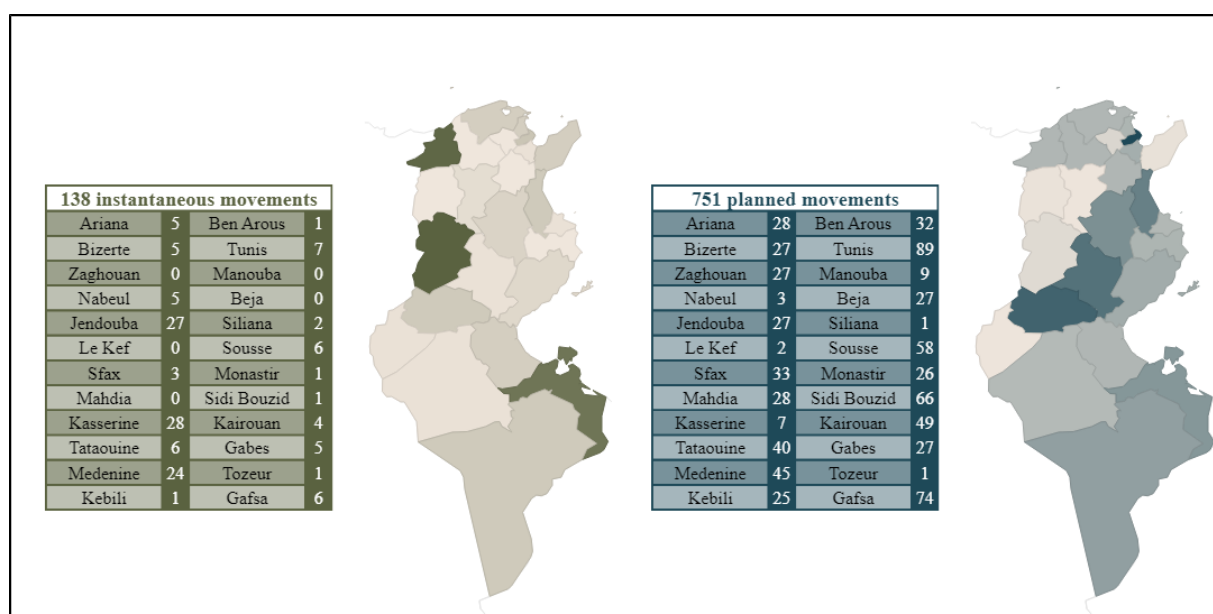 138 instantaneous movements
Ariana 5 Ben Arous 1
Bizerte 5 Tunis 7
Zaghouan 0 Manouba 0
Nabeul 5 Beja 0
Jendouba 27 Siliana 2
Le Kef 0 Sousse 6
Sfax 3 Monastir 1
Mahdia 0 Sidi Bouzid 1
Kasserine 28 Kairouan 4
Tataouine 6 Gabes 5
Medenine 24 Tozeur 1
Kebili 1 Gafsa 6
751 planned movements
Ariana 28 Ben Arous 32
Bizerte 27 Tunis 89
Zaghouan 27 Manouba 9
Nabeul 3 Beja 27
Jendouba 27 Siliana 1
Le Kef 2 Sousse 58
Sfax 33 Monastir 26
Mahdia 28 Sidi Bouzid 66
Kasserine 7 Kairouan 49
Tataouine 40 Gabes 27
Medenine 45 Tozeur 1
Kebili 25 Gafsa 74